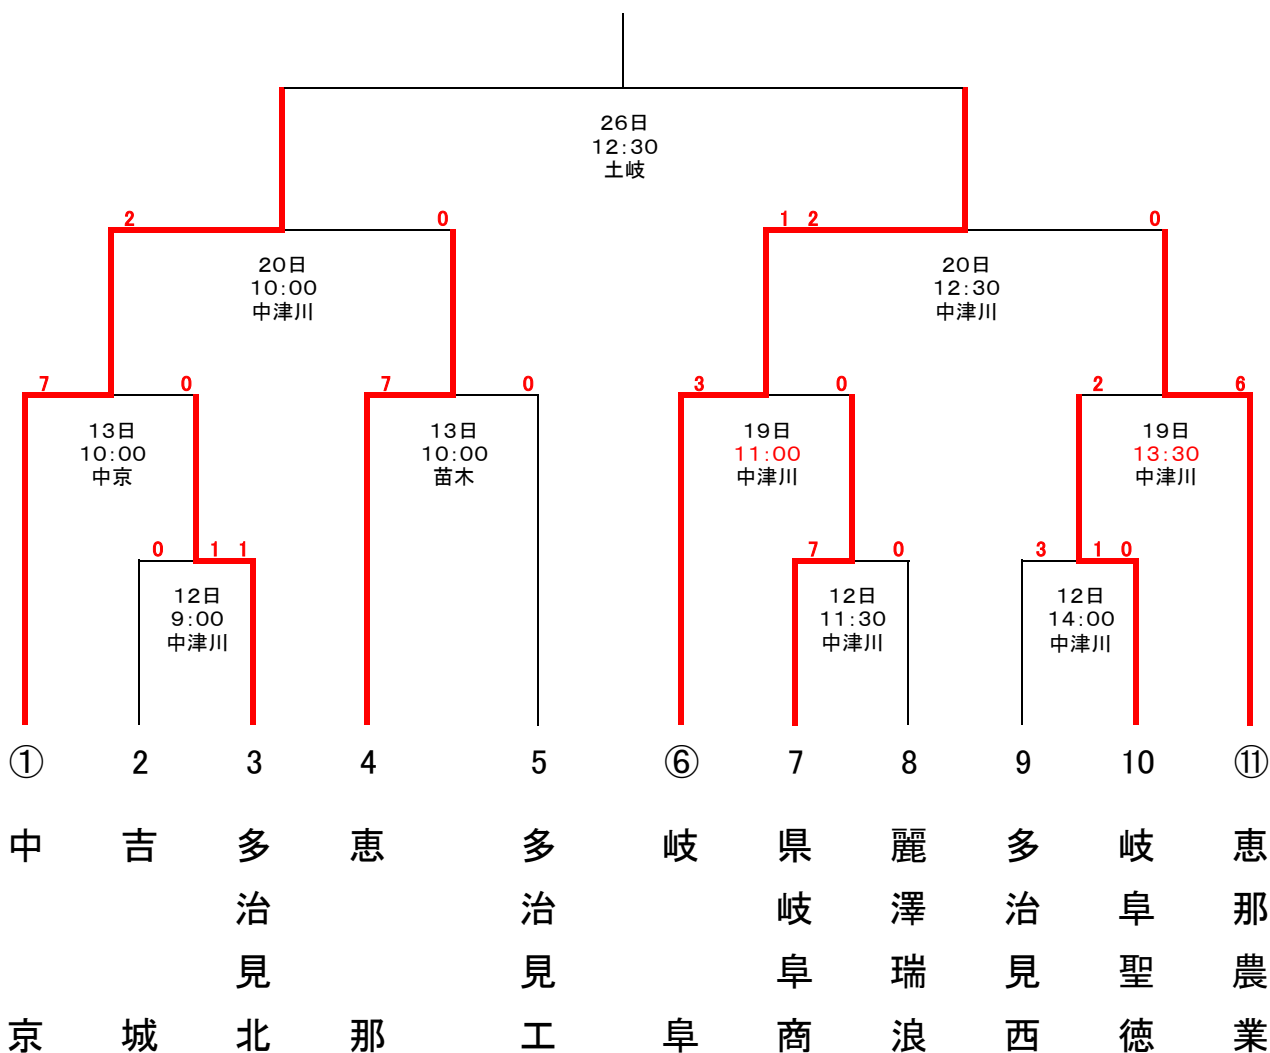 26日
12:30
土岐
2 0 12 0
20日
10:00
中津川
20日
12:30
中津川
7 0 7 0 3 0 2 6
13日
10:00
中京
13日
10:00
苗木
19日
11:00
中津川
19日
13:30
中津川
0 11 7 0 3 10
12日
9:00
中津川
12日
11:30
中津川
12日
14:00
中津川
① 2 3 4 5 ⑥ 7 8 9 10 ⑪
中京
吉城
多治見北
恵那
多治見工
岐阜
県岐阜商
麗澤瑞浪
多治見西
岐阜聖徳
恵那農業